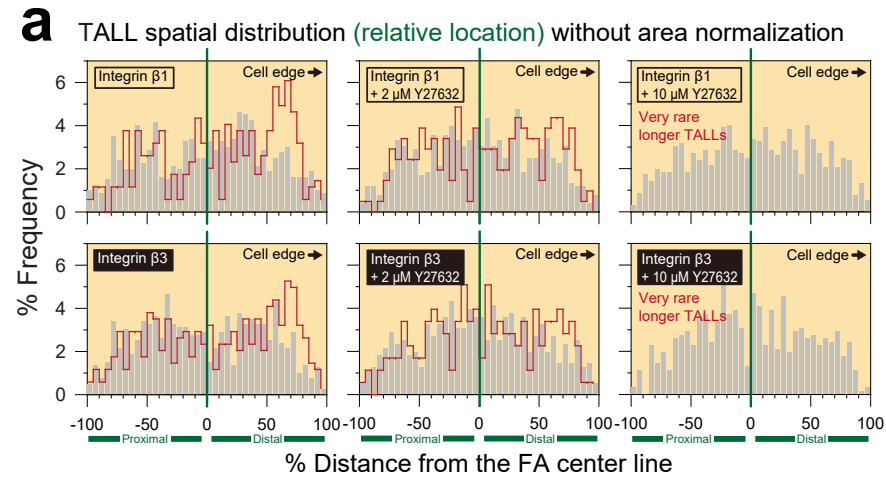 a
TALL spatial distribution (relative location) without area normalization
Integrin β1
Cell edge
Integrin β1
+ 2 μM Y27632
Cell edge
Integrin β1
+ 10 μM Y27632
Cell edge
Very rare
longer TALLs
6
4
2
0
Integrin β3
Cell edge
Integrin β3
+ 2 μM Y27632
Cell edge
Integrin β3
+ 10 μM Y27632
Cell edge
Very rare
longer TALLs
6
4
2
0
% Frequency
-100 -50 0 50 100
-100 -50 0 50 100
-100 -50 0 50 100
Proximal Distal
Proximal Distal
Proximal Distal
% Distance from the FA center line